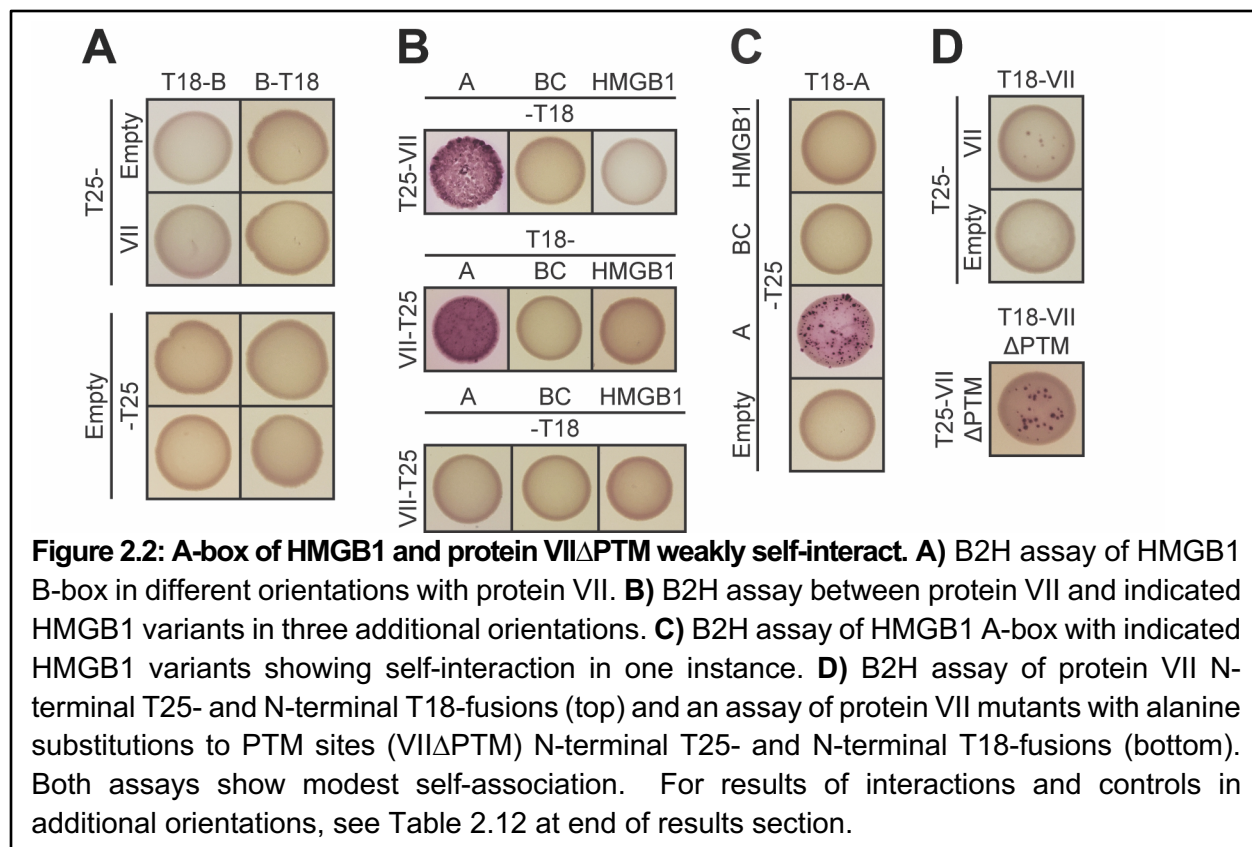 A
T18-B B-T18
T25-
Empty
VII
Empty
-T25
B
A BC HMGB1
-T18
T25-VII
T18-
A BC HMGB1
VII-T25
A BC HMGB1
-T18
VII-T25
C
T18-A
HMGB1
BC
A
Empty
-T25
D
T18-VII
T25-
VII
Empty
T18-VII
ΔPTM
T25-VII
ΔPTM
Figure 2.2: A-box of HMGB1 and protein VIIΔPTM weakly self-interact. A) B2H assay of HMGB1
B-box in different orientations with protein VII. B) B2H assay between protein VII and indicated
HMGB1 variants in three additional orientations. C) B2H assay of HMGB1 A-box with indicated
HMGB1 variants showing self-interaction in one instance. D) B2H assay of protein VII N-
terminal T25- and N-terminal T18-fusions (top) and an assay of protein VII mutants with alanine
substitutions to PTM sites (VIIΔPTM) N-terminal T25- and N-terminal T18-fusions (bottom).
Both assays show modest self-association. For results of interactions and controls in
additional orientations, see Table 2.12 at end of results section.